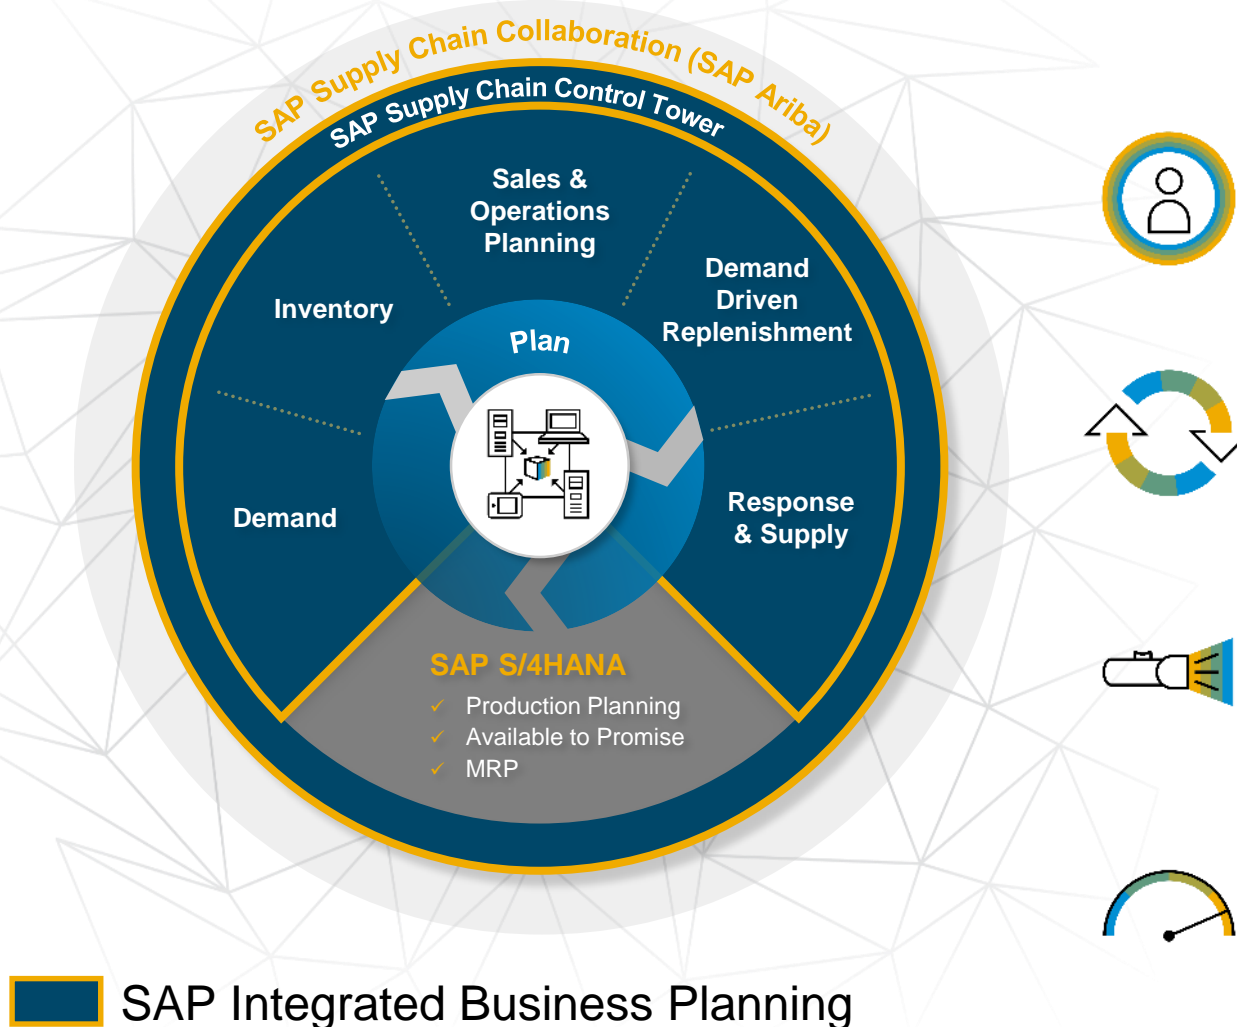 SAP Supply Chain Collaboration (SAP Ariba)
SAP Supply Chain Control Tower
Sales &
Operations
Planning
Demand
Driven
Replenishment
Inventory
Plan
Demand
Response
& Supply
SAP S/4HANA
✓ Production Planning
✓ Available to Promise
✓ MRP
SAP Integrated Business Planning